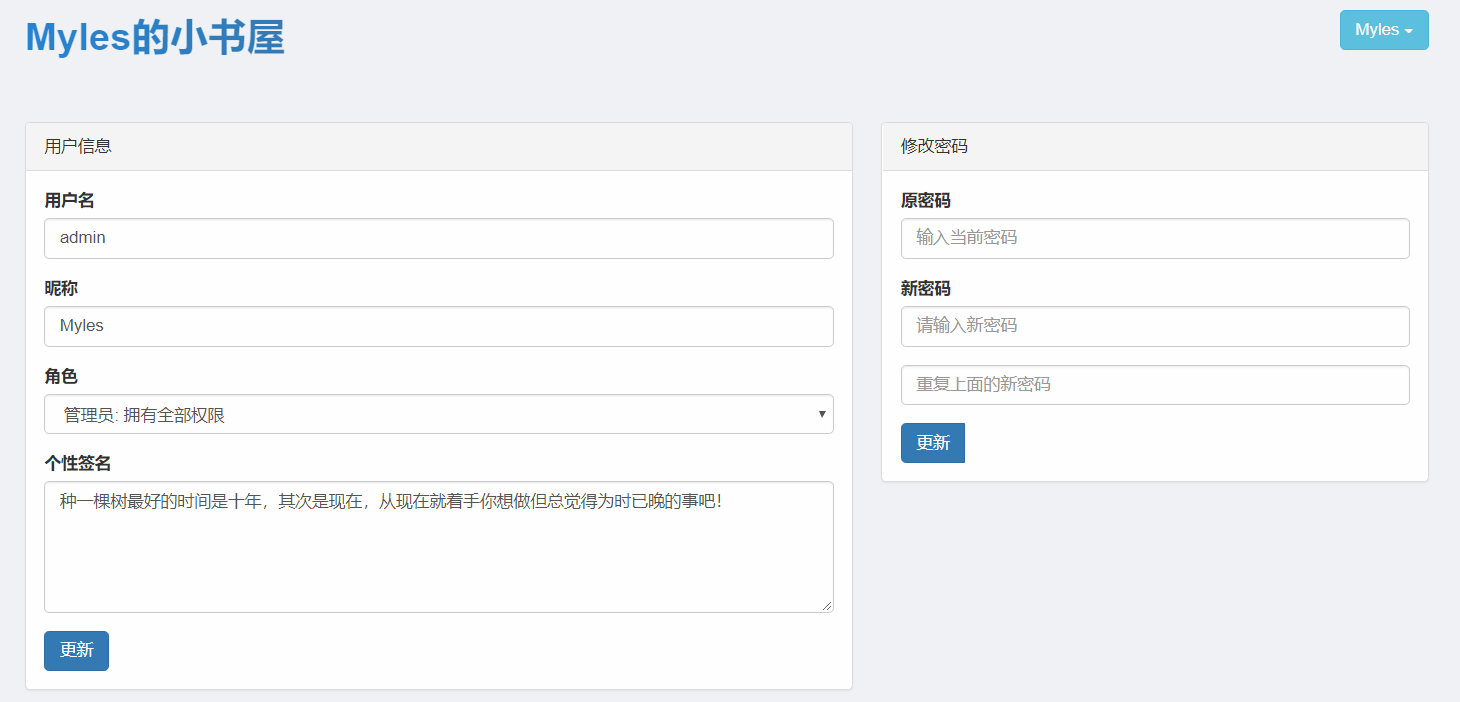 Myles的小书屋
Myles
用户信息
用户名
admin
昵称
Myles
角色
管理员: 拥有全部权限
个性签名
种一棵树最好的时间是十年，其次是现在，从现在就着手你想做但总觉得为时已晚的事吧！
更新
修改密码
原密码
输入当前密码
新密码
请输入新密码
重复上面的新密码
更新